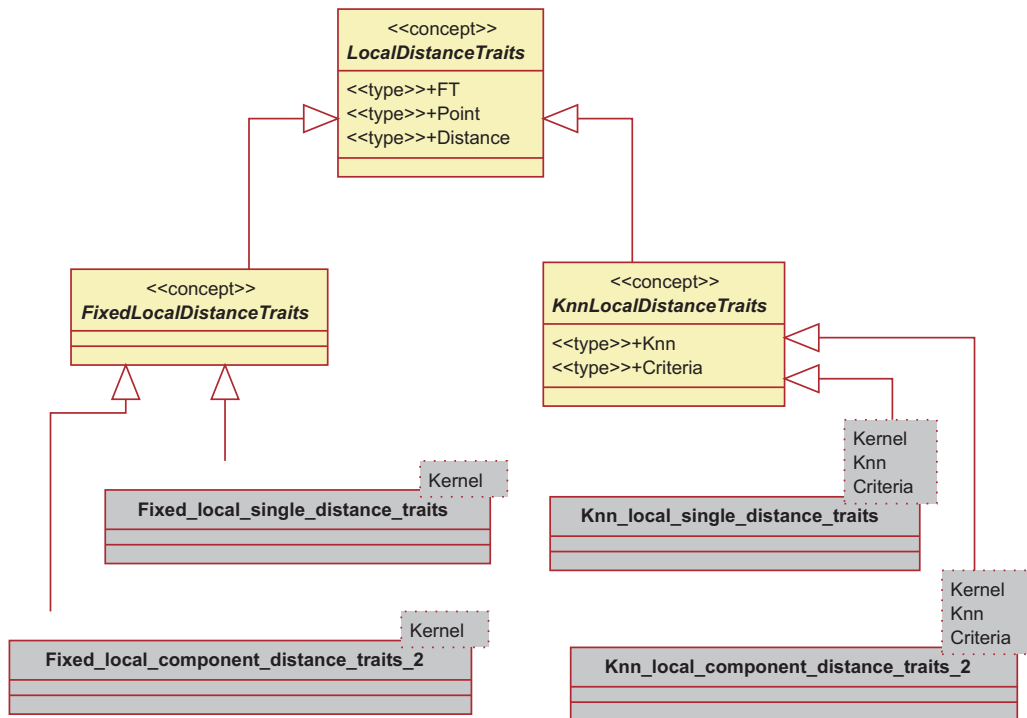 <<concept>>
LocalDistanceTraits
<<type>>+FT
<<type>>+Point
<<type>>+Distance
<<concept>>
FixedLocalDistanceTraits
<<concept>>
KnnLocalDistanceTraits
<<type>>+Knn
<<type>>+Criteria
Kernel
Fixed_local_single_distance_traits
Kernel
Knn
Criteria
Knn_local_single_distance_traits
Kernel
Fixed_local_component_distance_traits_2
Kernel
Knn
Criteria
Knn_local_component_distance_traits_2